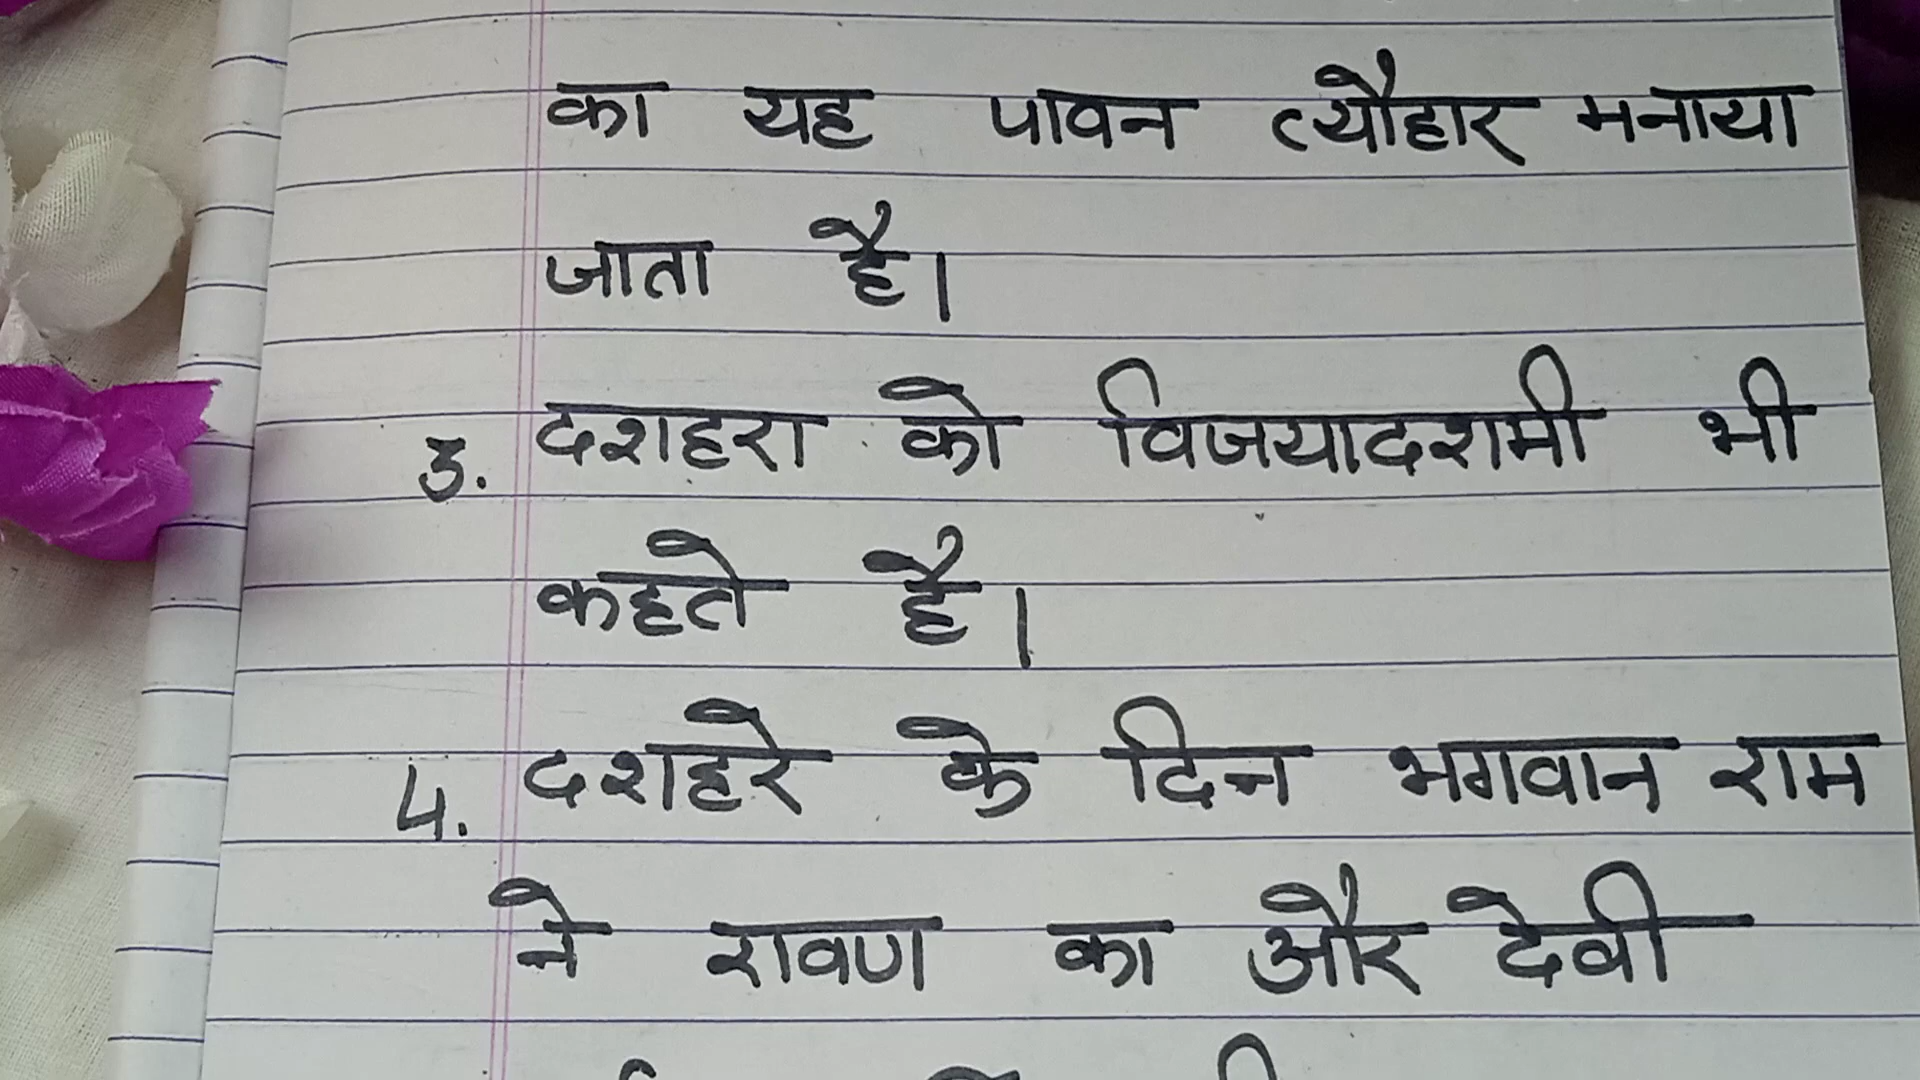 का यह पावन त्यौहार मनाया
जाता है।
3. दशहरा को विजयादशमी भी
कहते है।
4. दशहरे के दिन भगवान राम
ने रावण का और देवी